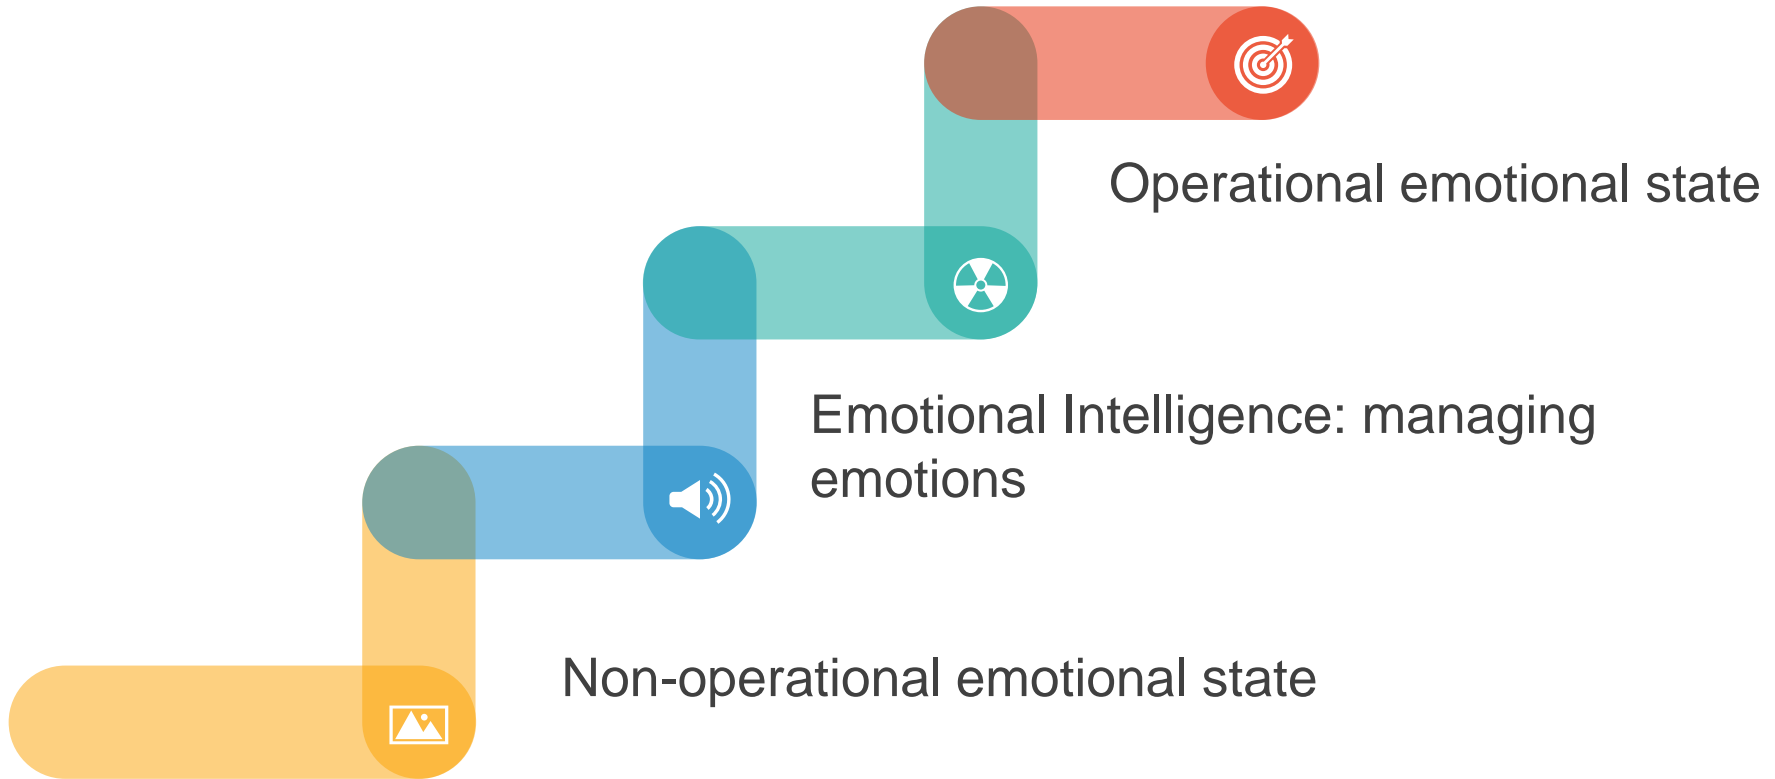 Operational emotional state
Emotional Intelligence: managing
emotions
Non-operational emotional state